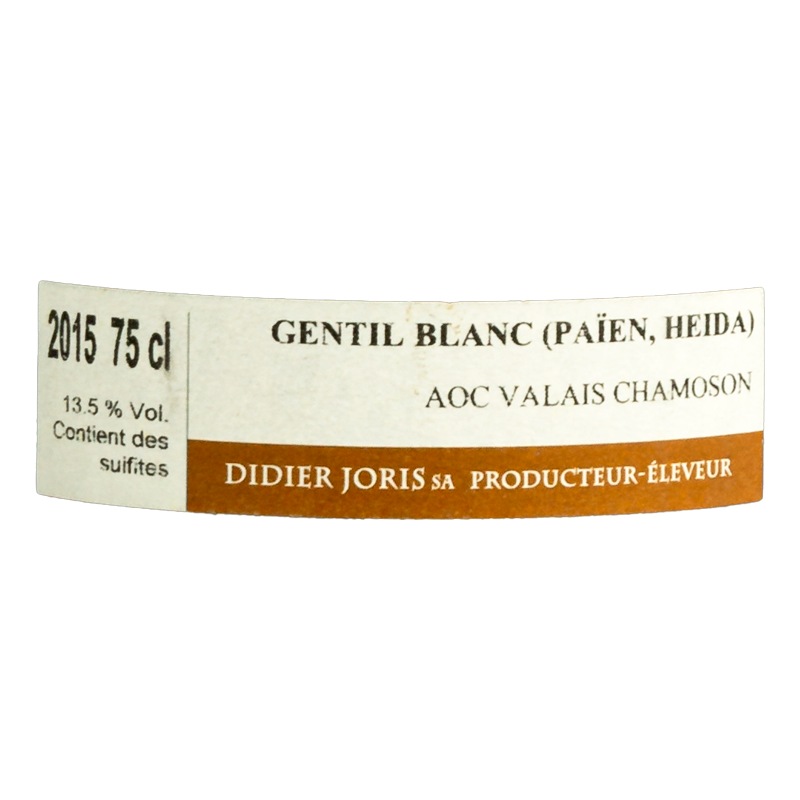 2015 75 cl
13.5 % Vol.
Contient des
sulfites
GENTIL BLANC (PAÏEN, HEIDA)
AOC VALAIS CHAMOSON
DIDIER JORIS SA PRODUCTEUR-ÉLEVEUR